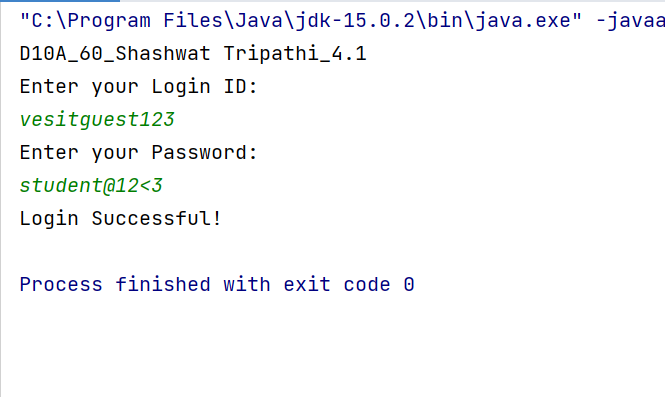 "C:\Program Files\Java\jdk-15.0.2\bin\java.exe" -javaa
D10A_60_Shashwat Tripathi_4.1
Enter your Login ID:
vesitguest123
Enter your Password:
student@12<3
Login Successful!
Process finished with exit code 0